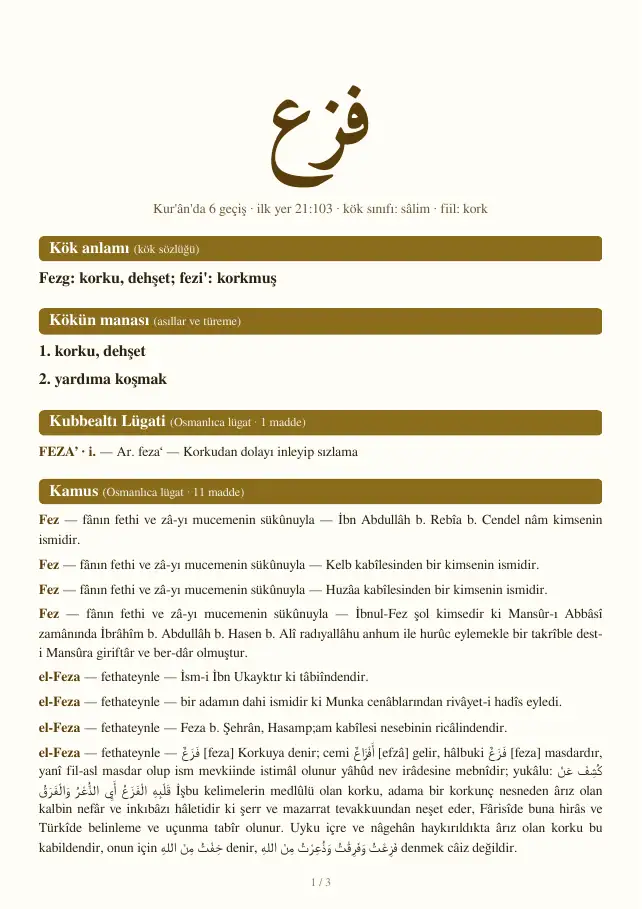 فزع
Kur'ân'da 6 geçiş · ilk yer 21:103 · kök sınıfı: sâlim · fiil: kork
Kök anlamı (kök sözlüğü)
Fezg: korku, dehşet; fezi': korkmuş
Kökün manası (asıllar ve türeme)
1. korku, dehşet
2. yardıma koşmak
Kubbealtı Lügati (Osmanlıca lügat · 1 madde)
FEZA’ · i. — Ar. feza‘ — Korkudan dolayı inleyip sızlama
Kamus (Osmanlıca lügat · 11 madde)
Fez — fânın fethi ve zâ-yı mucemenin sükûnuyla — İbn Abdullâh b. Rebîa b. Cendel nâm kimsenin
ismidir.
Fez — fânın fethi ve zâ-yı mucemenin sükûnuyla — Kelb kabîlesinden bir kimsenin ismidir.
Fez — fânın fethi ve zâ-yı mucemenin sükûnuyla — Huzâa kabîlesinden bir kimsenin ismidir.
Fez — fânın fethi ve zâ-yı mucemenin sükûnuyla — İbnul-Fez şol kimsedir ki Mansûr-ı Abbâsî
zamânında İbrâhîm b. Abdullâh b. Hasen b. Alî radıyallâhu anhum ile hurûc eylemekle bir takrîble dest-
i Mansûra giriftâr ve ber-dâr olmuştur.
el-Feza — fethateynle — İsm-i İbn Ukayktır ki tâbiîndendir.
el-Feza — fethateynle — bir adamın dahi ismidir ki Munka cenâblarından rivâyet-i hadîs eyledi.
el-Feza — fethateynle — Feza b. Şehrân, Hasamp;am kabîlesi nesebinin ricâlindendir.
el-Feza — fethateynle — فَزَعٌ [feza] Korkuya denir; cemi أَفْزَاعٌ [efzâ] gelir, hâlbuki فَزَعٌ [feza] masdardır,
yanî fil-asl masdar olup ism mevkiinde istimâl olunur yâhûd nev irâdesine mebnîdir; yukâlu: كُشِفَ عَنْ
قَلْبِهِ الْفَزَعُ أَيِ الذُّعْرُ وَالْفَرَقُ İşbu kelimelerin medlûlü olan korku, adama bir korkunç nesneden ârız olan
kalbin nefâr ve inkıbâzı hâletidir ki şerr ve mazarrat tevakkuundan neşet eder, Fârisîde buna hirâs ve
Türkîde belinleme ve uçunma tabîr olunur. Uyku içre ve nâgehân haykırıldıkta ârız olan korku bu
kabildendir, onun için خِفْتُ مِنَ اللهِ denir, فَزِعْتُ وَفَرِقْتُ وَذُعِرْتُ مِنَ اللهِ denmek câiz değildir.
1 / 3